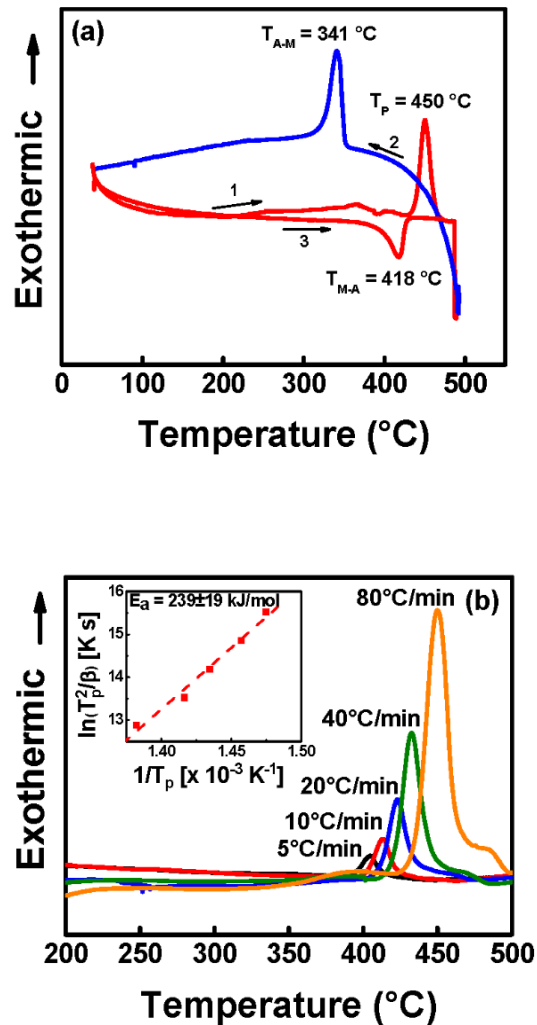 (a)
T_A-M = 341 °C
T_P = 450 °C
2
1
3
T_M-A = 418 °C
Exothermic
0 100 200 300 400 500
Temperature (°C)
(b)
E_a = 239±19 kJ/mol
16
15
14
13
ln(T_p^2/β) [K s]
1.40 1.45 1.50
1/T_p [x 10^-3 K^-1]
80°C/min
40°C/min
20°C/min
10°C/min
5°C/min
Exothermic
200 250 300 350 400 450 500
Temperature (°C)